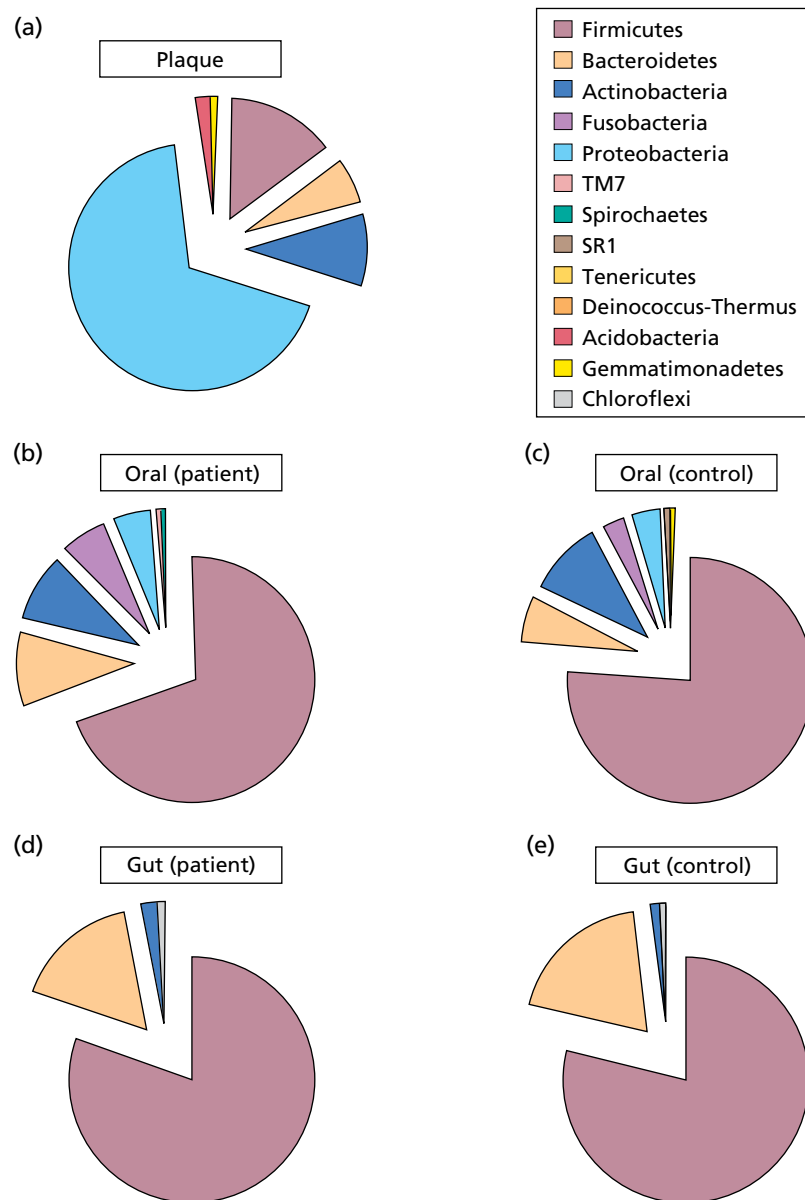 (a)
Plaque
Firmicutes
Bacteroidetes
Actinobacteria
Fusobacteria
Proteobacteria
TM7
Spirochaetes
SR1
Tenericutes
Deinococcus-Thermus
Acidobacteria
Gemmatimonadetes
Chloroflexi
(b)
Oral (patient)
(c)
Oral (control)
(d)
Gut (patient)
(e)
Gut (control)